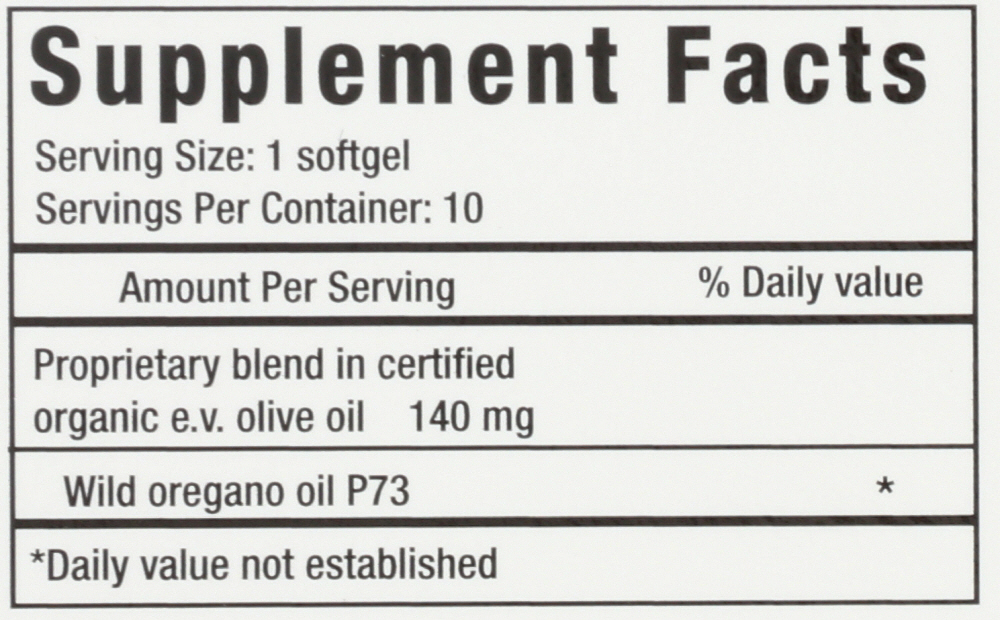 Supplement Facts
Serving Size: 1 softgel
Servings Per Container: 10
Amount Per Serving % Daily value
Proprietary blend in certified
organic e.v. olive oil 140 mg
Wild oregano oil P73 *
*Daily value not established